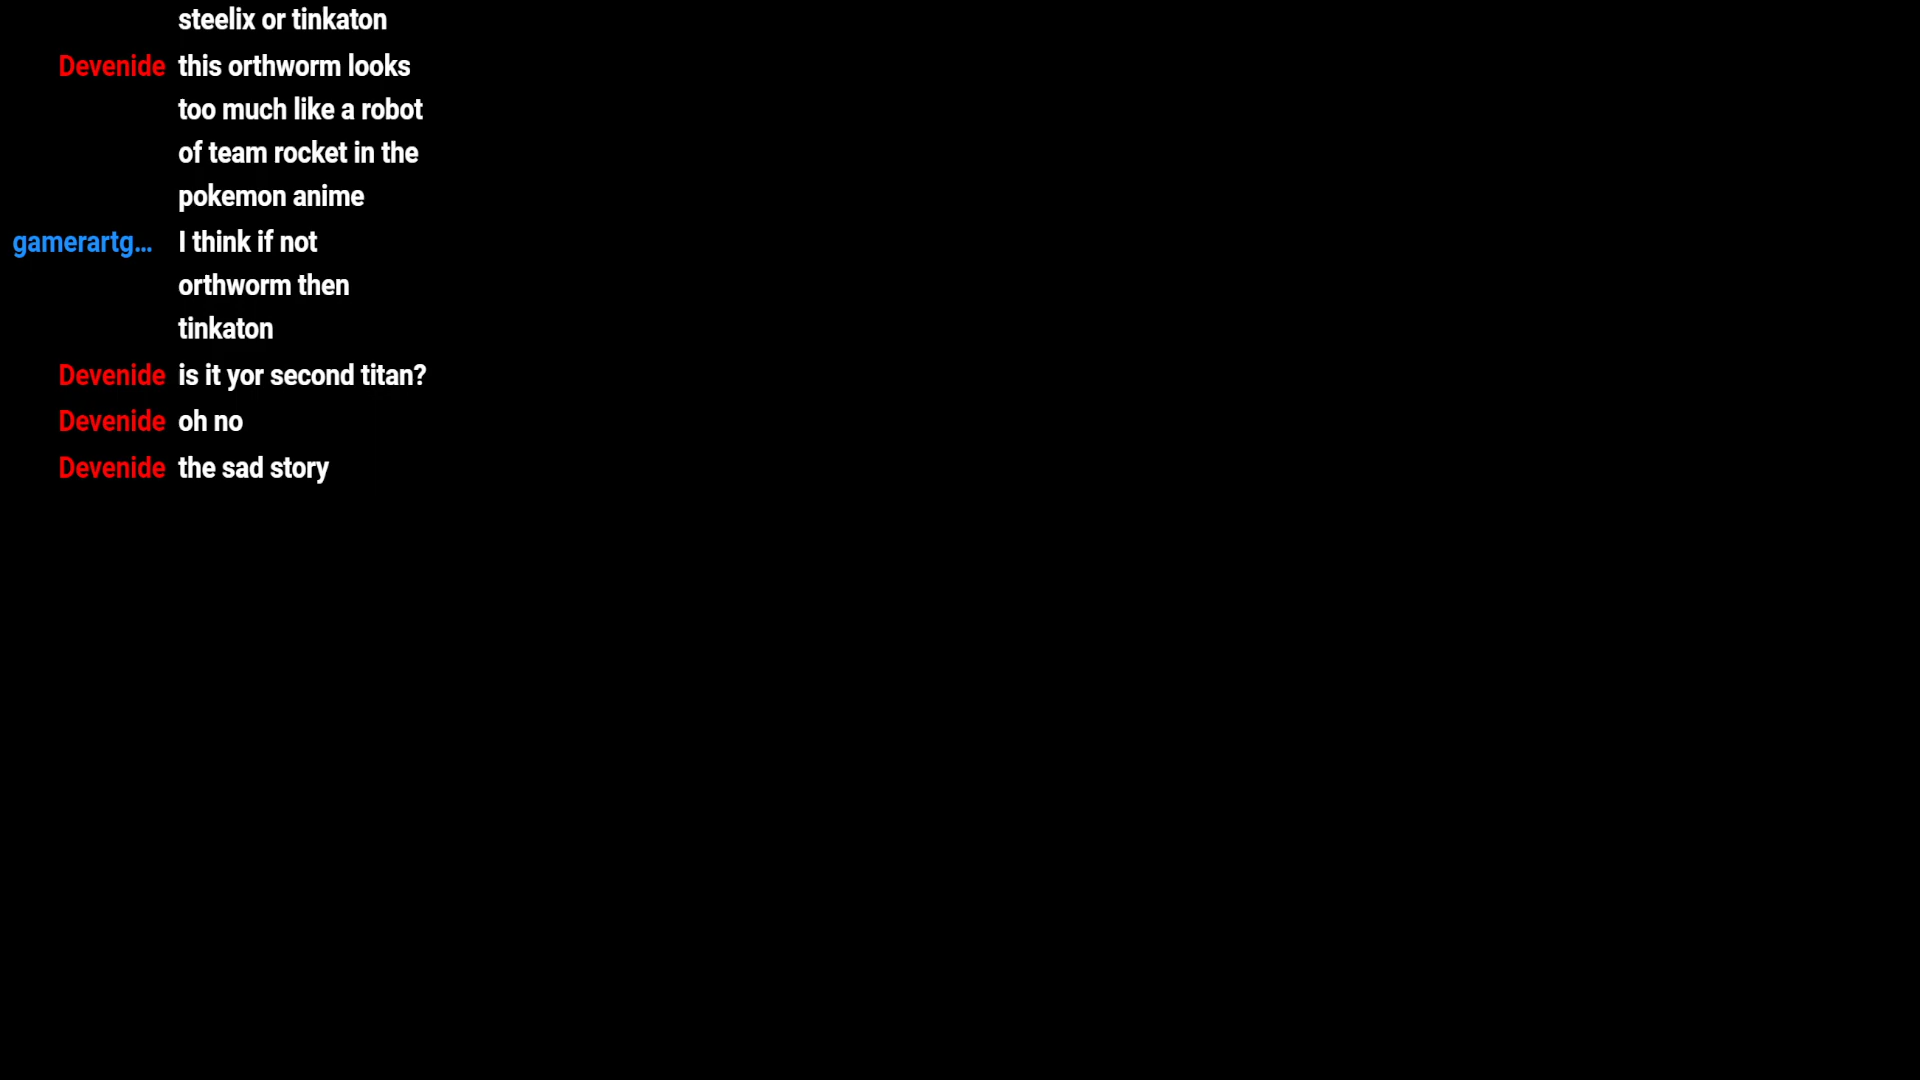 steelix or tinkaton
Devenide this orthworm looks
too much like a robot
of team rocket in the
pokemon anime
gamerartg... I think if not
orthworm then
tinkaton
Devenide is it yor second titan?
Devenide oh no
Devenide the sad story